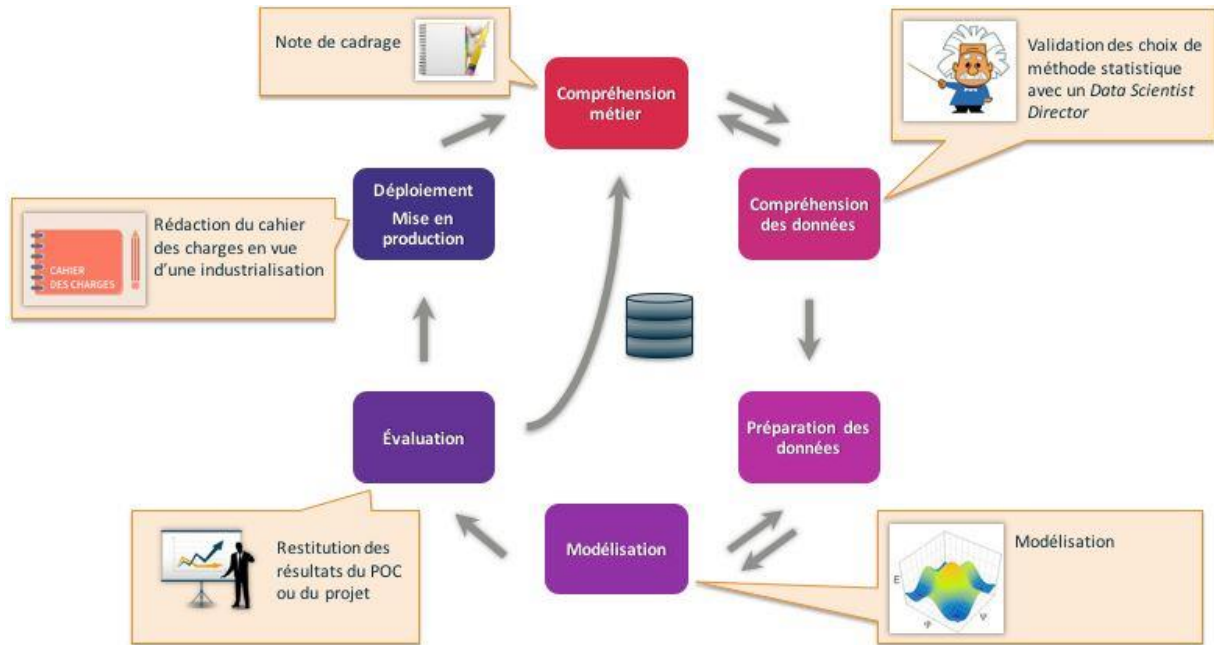 Note de cadrage
Compréhension
métier
Validation des choix de
méthode statistique
avec un Data Scientist
Director
Déploiement
Mise en
production
Compréhension
des données
Rédaction du cahier
des charges en vue
d’une industrialisation
CAHIER
DES CHARGES
Évaluation
Préparation des
données
Restitution des
résultats du POC
ou du projet
Modélisation
Modélisation
E
φ
ψ